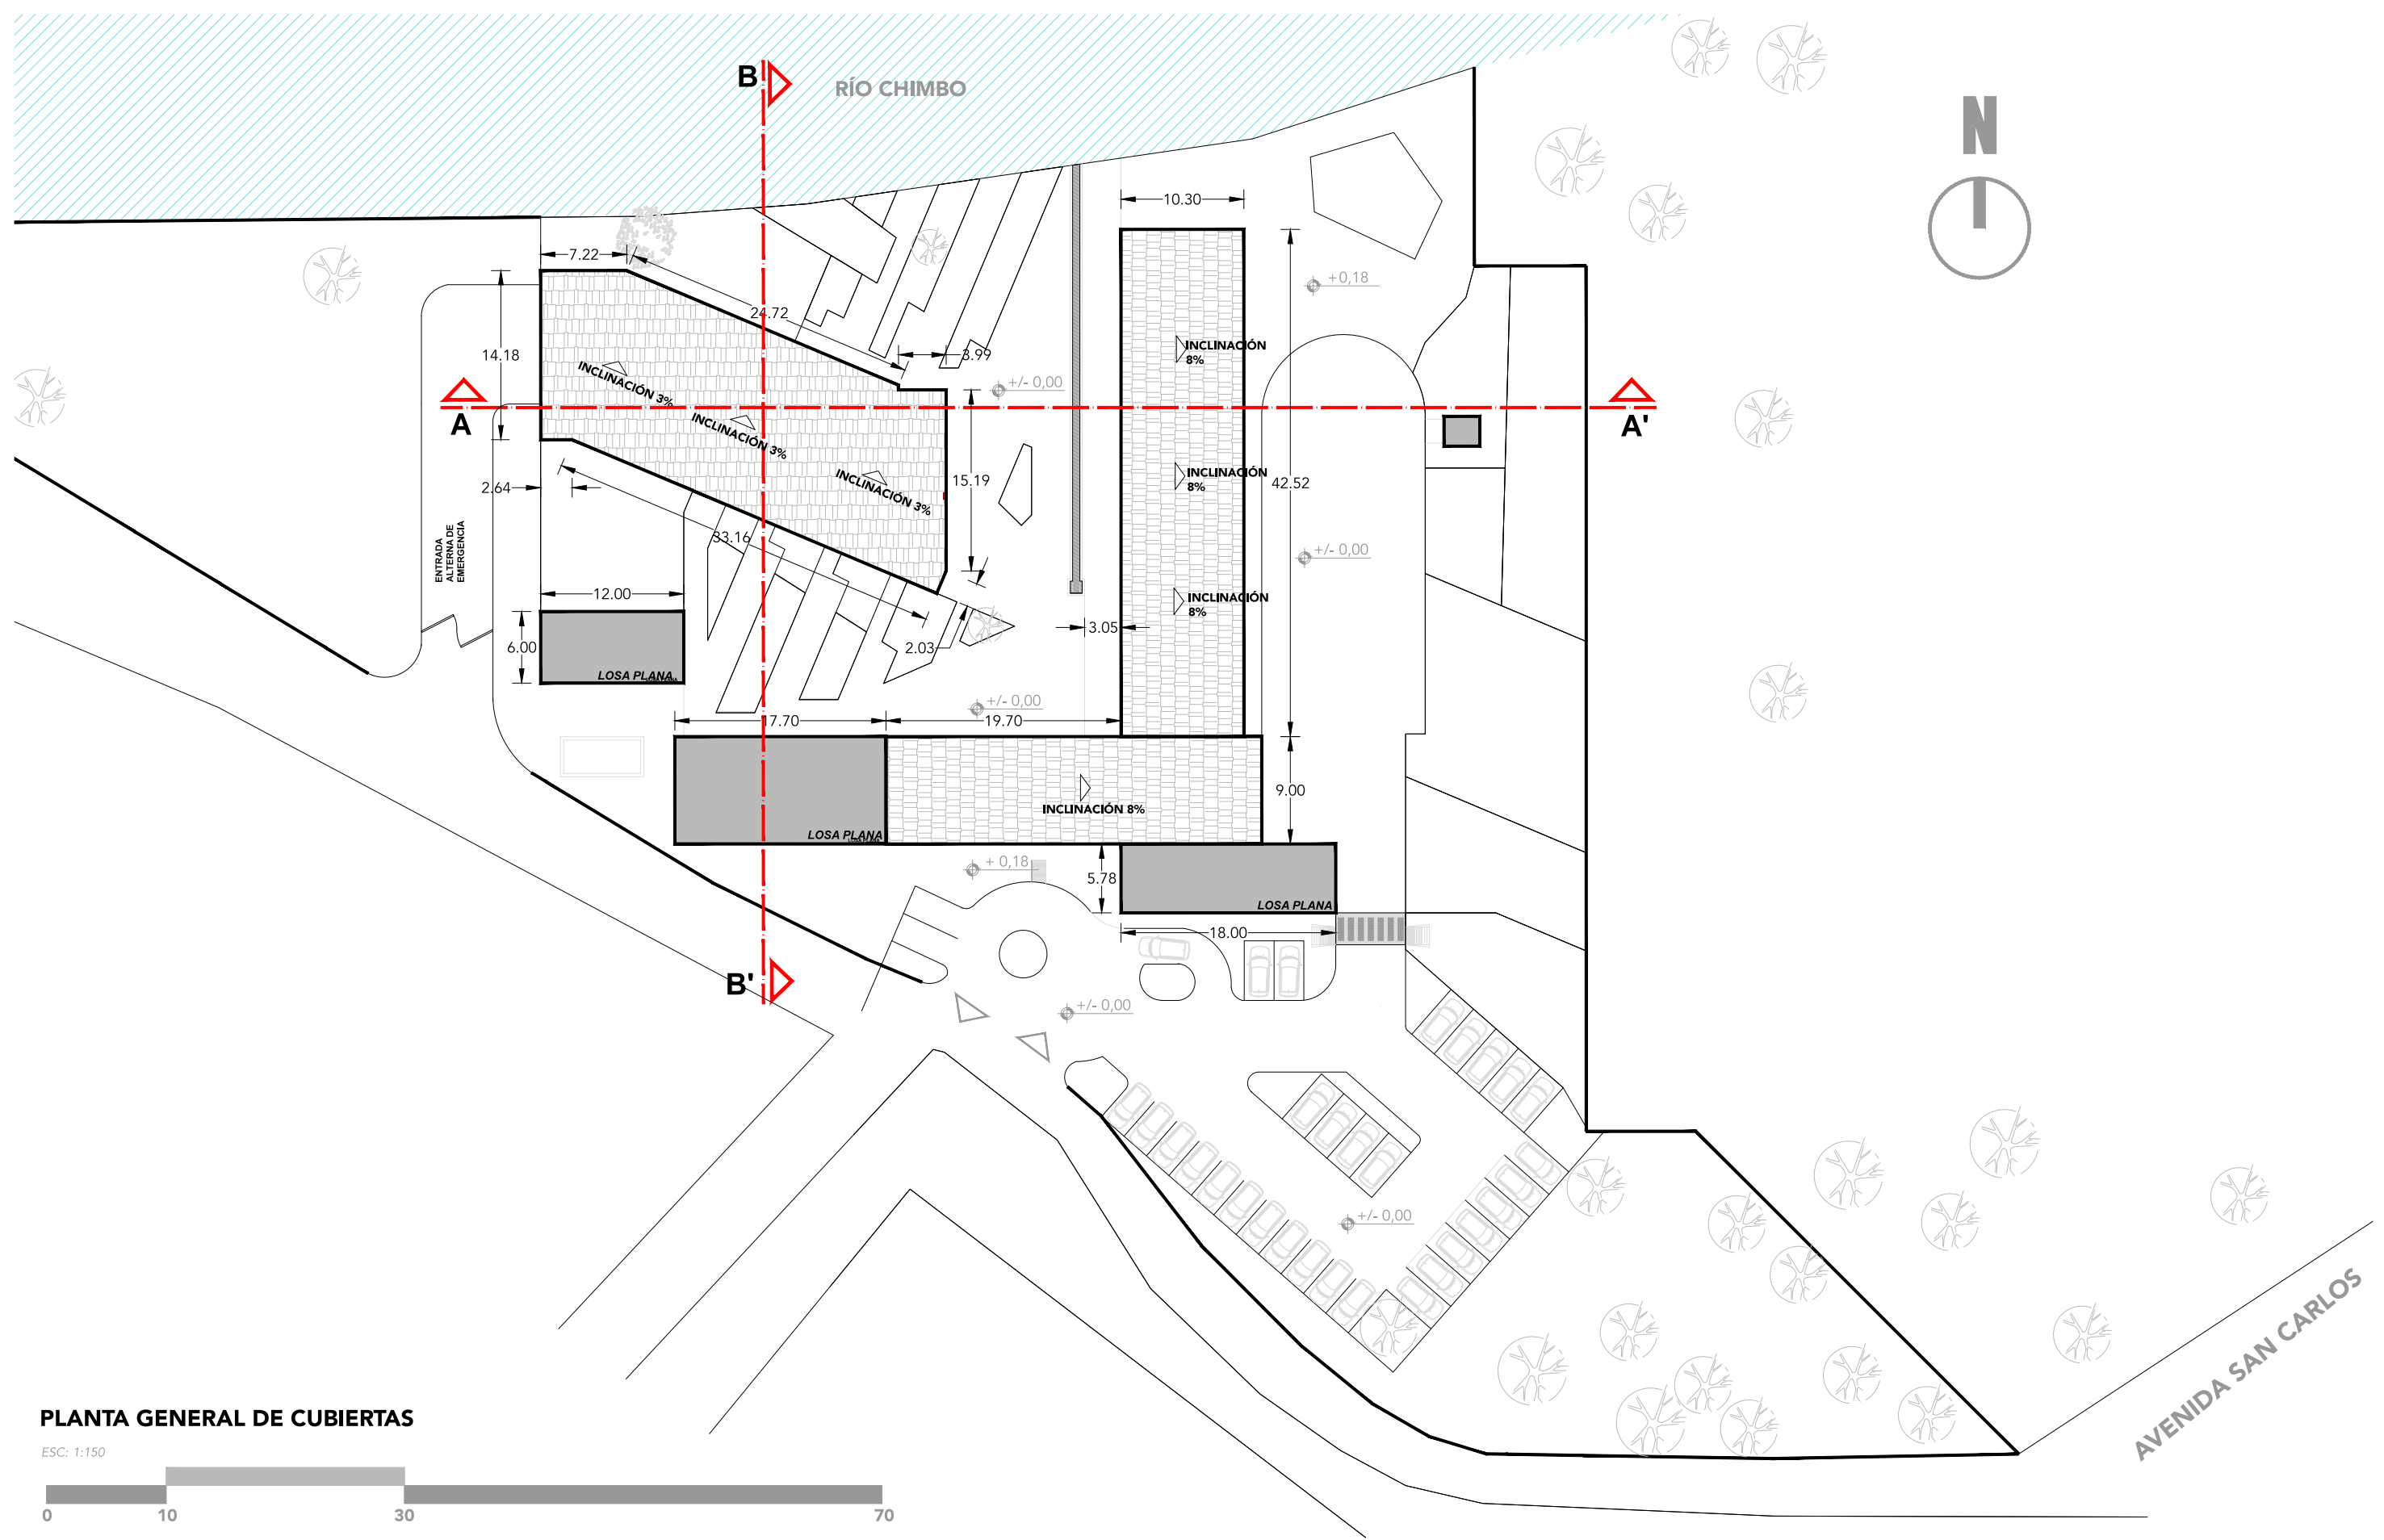 B
RÍO CHIMBO
N
10.30
7.22
+0,18
24.72
14.18
INCLINACIÓN
8%
3.99
INCLINACIÓN 3%
+/- 0,00
A
A'
INCLINACIÓN 3%
INCLINACIÓN 3%
15.19
INCLINACIÓN
8%
42.52
2.64
ENTRADA
ALTERNA DE
EMERGENCIA
33.16
+/- 0,00
12.00
INCLINACIÓN
8%
3.05
6.00
2.03
LOSA PLANA
+/- 0,00
17.70
19.70
9.00
INCLINACIÓN 8%
LOSA PLANA
+ 0,18
5.78
LOSA PLANA
18.00
B'
+/- 0,00
+/- 0,00
AVENIDA SAN CARLOS
PLANTA GENERAL DE CUBIERTAS
ESC: 1:150
0 10 30 70